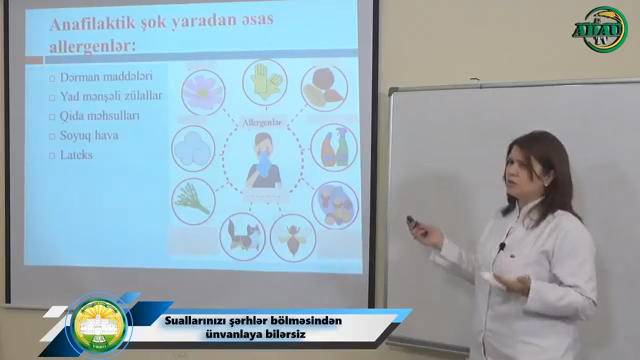 Anafilaktik şok yaradan əsas
allergenlər:
Dərman maddələri
Yad mənşəli zülallar
Qida məhsulları
Soyuq hava
Lateks
Allergenlər
ADAU
TV
Suallarınızı şərhlər bölməsindən
ünvanlaya bilərsiz